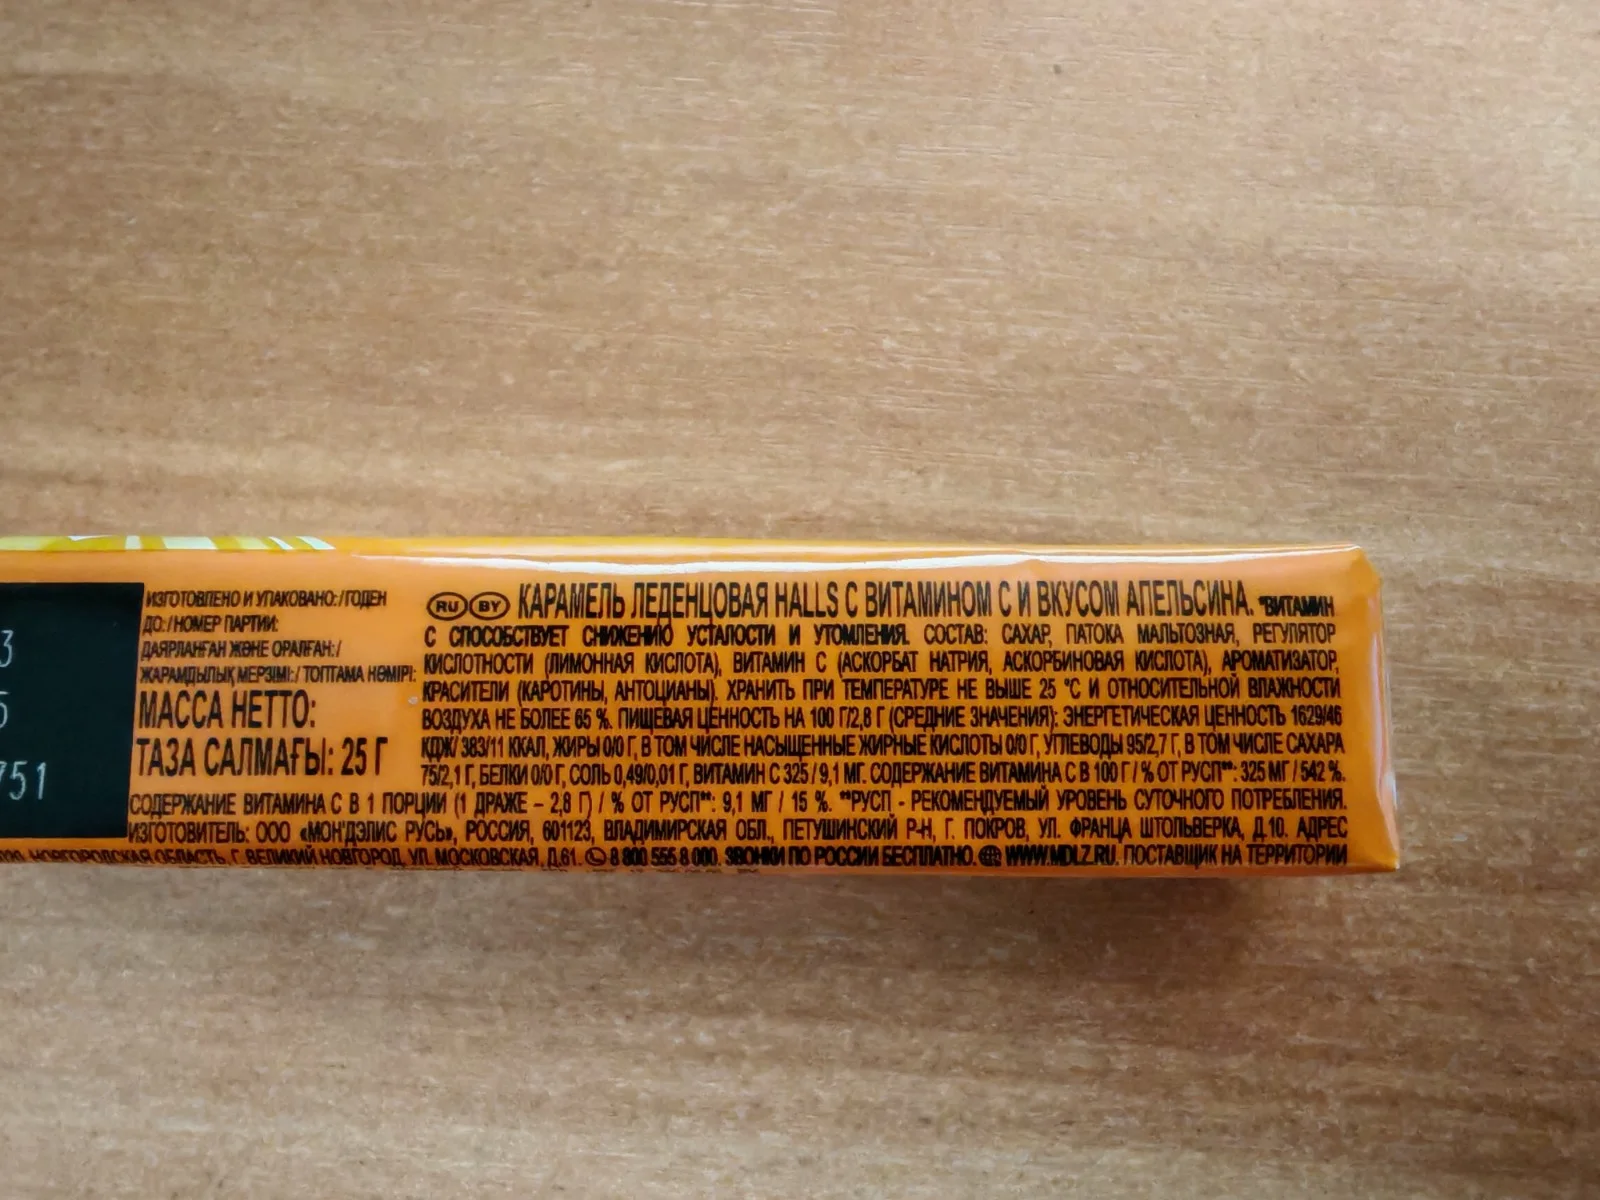 3
5
751
ИЗГОТОВЛЕНО И УПАКОВАНО:/ГОДЕН
ДО:/НОМЕР ПАРТИИ:
ДАЯРЛАНҒАН ЖӘНЕ ОРАЛҒАН:/
ЖАРАМДЫЛЫҚ МЕРЗІМІ:/ ТОПТАМА НӨМІРІ:
МАССА НЕТТО:
ТАЗА САЛМАҒЫ: 25 Г
RU BY КАРАМЕЛЬ ЛЕДЕНЦОВАЯ HALLS С ВИТАМИНОМ С И ВКУСОМ АПЕЛЬСИНА. *ВИТАМИН
С СПОСОБСТВУЕТ СНИЖЕНИЮ УСТАЛОСТИ И УТОМЛЕНИЯ. СОСТАВ: САХАР, ПАТОКА МАЛЬТОЗНАЯ, РЕГУЛЯТОР
КИСЛОТНОСТИ (ЛИМОННАЯ КИСЛОТА), ВИТАМИН С (АСКОРБАТ НАТРИЯ, АСКОРБИНОВАЯ КИСЛОТА), АРОМАТИЗАТОР,
КРАСИТЕЛИ (КАРОТИНЫ, АНТОЦИАНЫ). ХРАНИТЬ ПРИ ТЕМПЕРАТУРЕ НЕ ВЫШЕ 25 °С И ОТНОСИТЕЛЬНОЙ ВЛАЖНОСТИ
ВОЗДУХА НЕ БОЛЕЕ 65 %. ПИЩЕВАЯ ЦЕННОСТЬ НА 100 Г/2,8 Г (СРЕДНИЕ ЗНАЧЕНИЯ): ЭНЕРГЕТИЧЕСКАЯ ЦЕННОСТЬ 1629/46
КДЖ/ 383/11 ККАЛ, ЖИРЫ 0/0 Г, В ТОМ ЧИСЛЕ НАСЫЩЕННЫЕ ЖИРНЫЕ КИСЛОТЫ 0/0 Г, УГЛЕВОДЫ 95/2,7 Г, В ТОМ ЧИСЛЕ САХАРА
75/2,1 Г, БЕЛКИ 0/0 Г, СОЛЬ 0,49/0,01 Г, ВИТАМИН С 325 / 9,1 МГ. СОДЕРЖАНИЕ ВИТАМИНА С В 100 Г / % ОТ РУСП**: 325 МГ / 542 %.
СОДЕРЖАНИЕ ВИТАМИНА С В 1 ПОРЦИИ (1 ДРАЖЕ – 2,8 Г) / % ОТ РУСП**: 9,1 МГ / 15 %. **РУСП - РЕКОМЕНДУЕМЫЙ УРОВЕНЬ СУТОЧНОГО ПОТРЕБЛЕНИЯ.
ИЗГОТОВИТЕЛЬ: ООО «МОН'ДЭЛИС РУСЬ», РОССИЯ, 601123, ВЛАДИМИРСКАЯ ОБЛ., ПЕТУШИНСКИЙ Р-Н, Г. ПОКРОВ, УЛ. ФРАНЦА ШТОЛЬВЕРКА, Д.10. АДРЕС
НОВГОРОДСКАЯ ОБЛАСТЬ, Г. ВЕЛИКИЙ НОВГОРОД, УЛ. МОСКОВСКАЯ, Д.61. 8 800 555 8 000. ЗВОНКИ ПО РОССИИ БЕСПЛАТНО. WWW.MDLZ.RU. ПОСТАВЩИК НА ТЕРРИТОРИИ